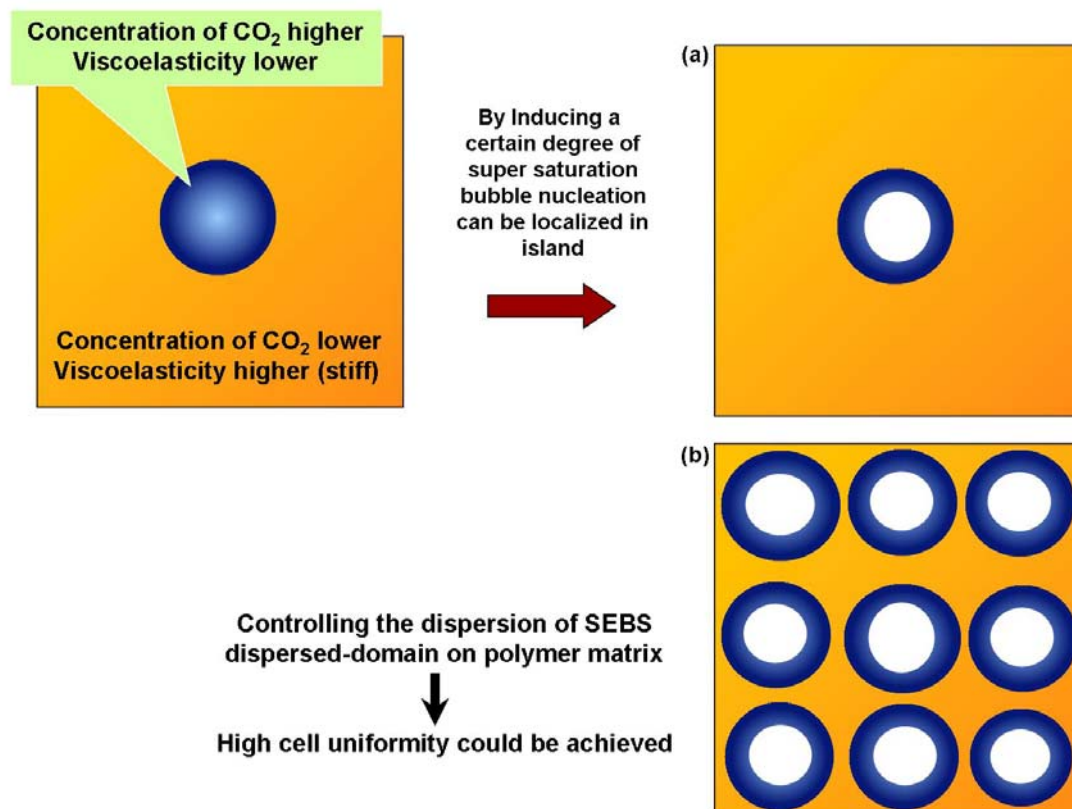 Concentration of CO₂ higher
Viscoelasticity lower
Concentration of CO₂ lower
Viscoelasticity higher (stiff)
By Inducing a
certain degree of
super saturation
bubble nucleation
can be localized in
island
(a)
(b)
Controlling the dispersion of SEBS
dispersed-domain on polymer matrix
High cell uniformity could be achieved